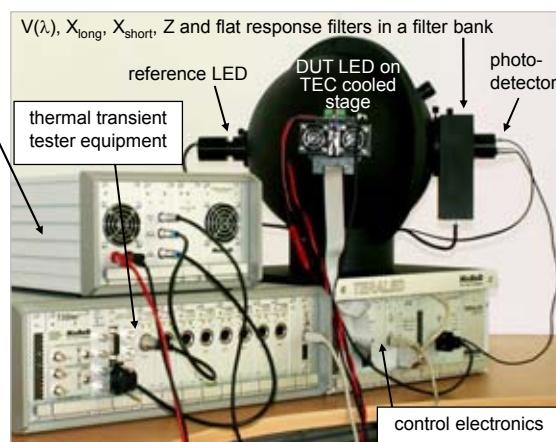 V(λ), Xlong, Xshort, Z and flat response filters in a filter bank
reference LED
DUT LED on
TEC cooled
stage
photo-
detector
thermal transient
tester equipment
TERALED
control electronics